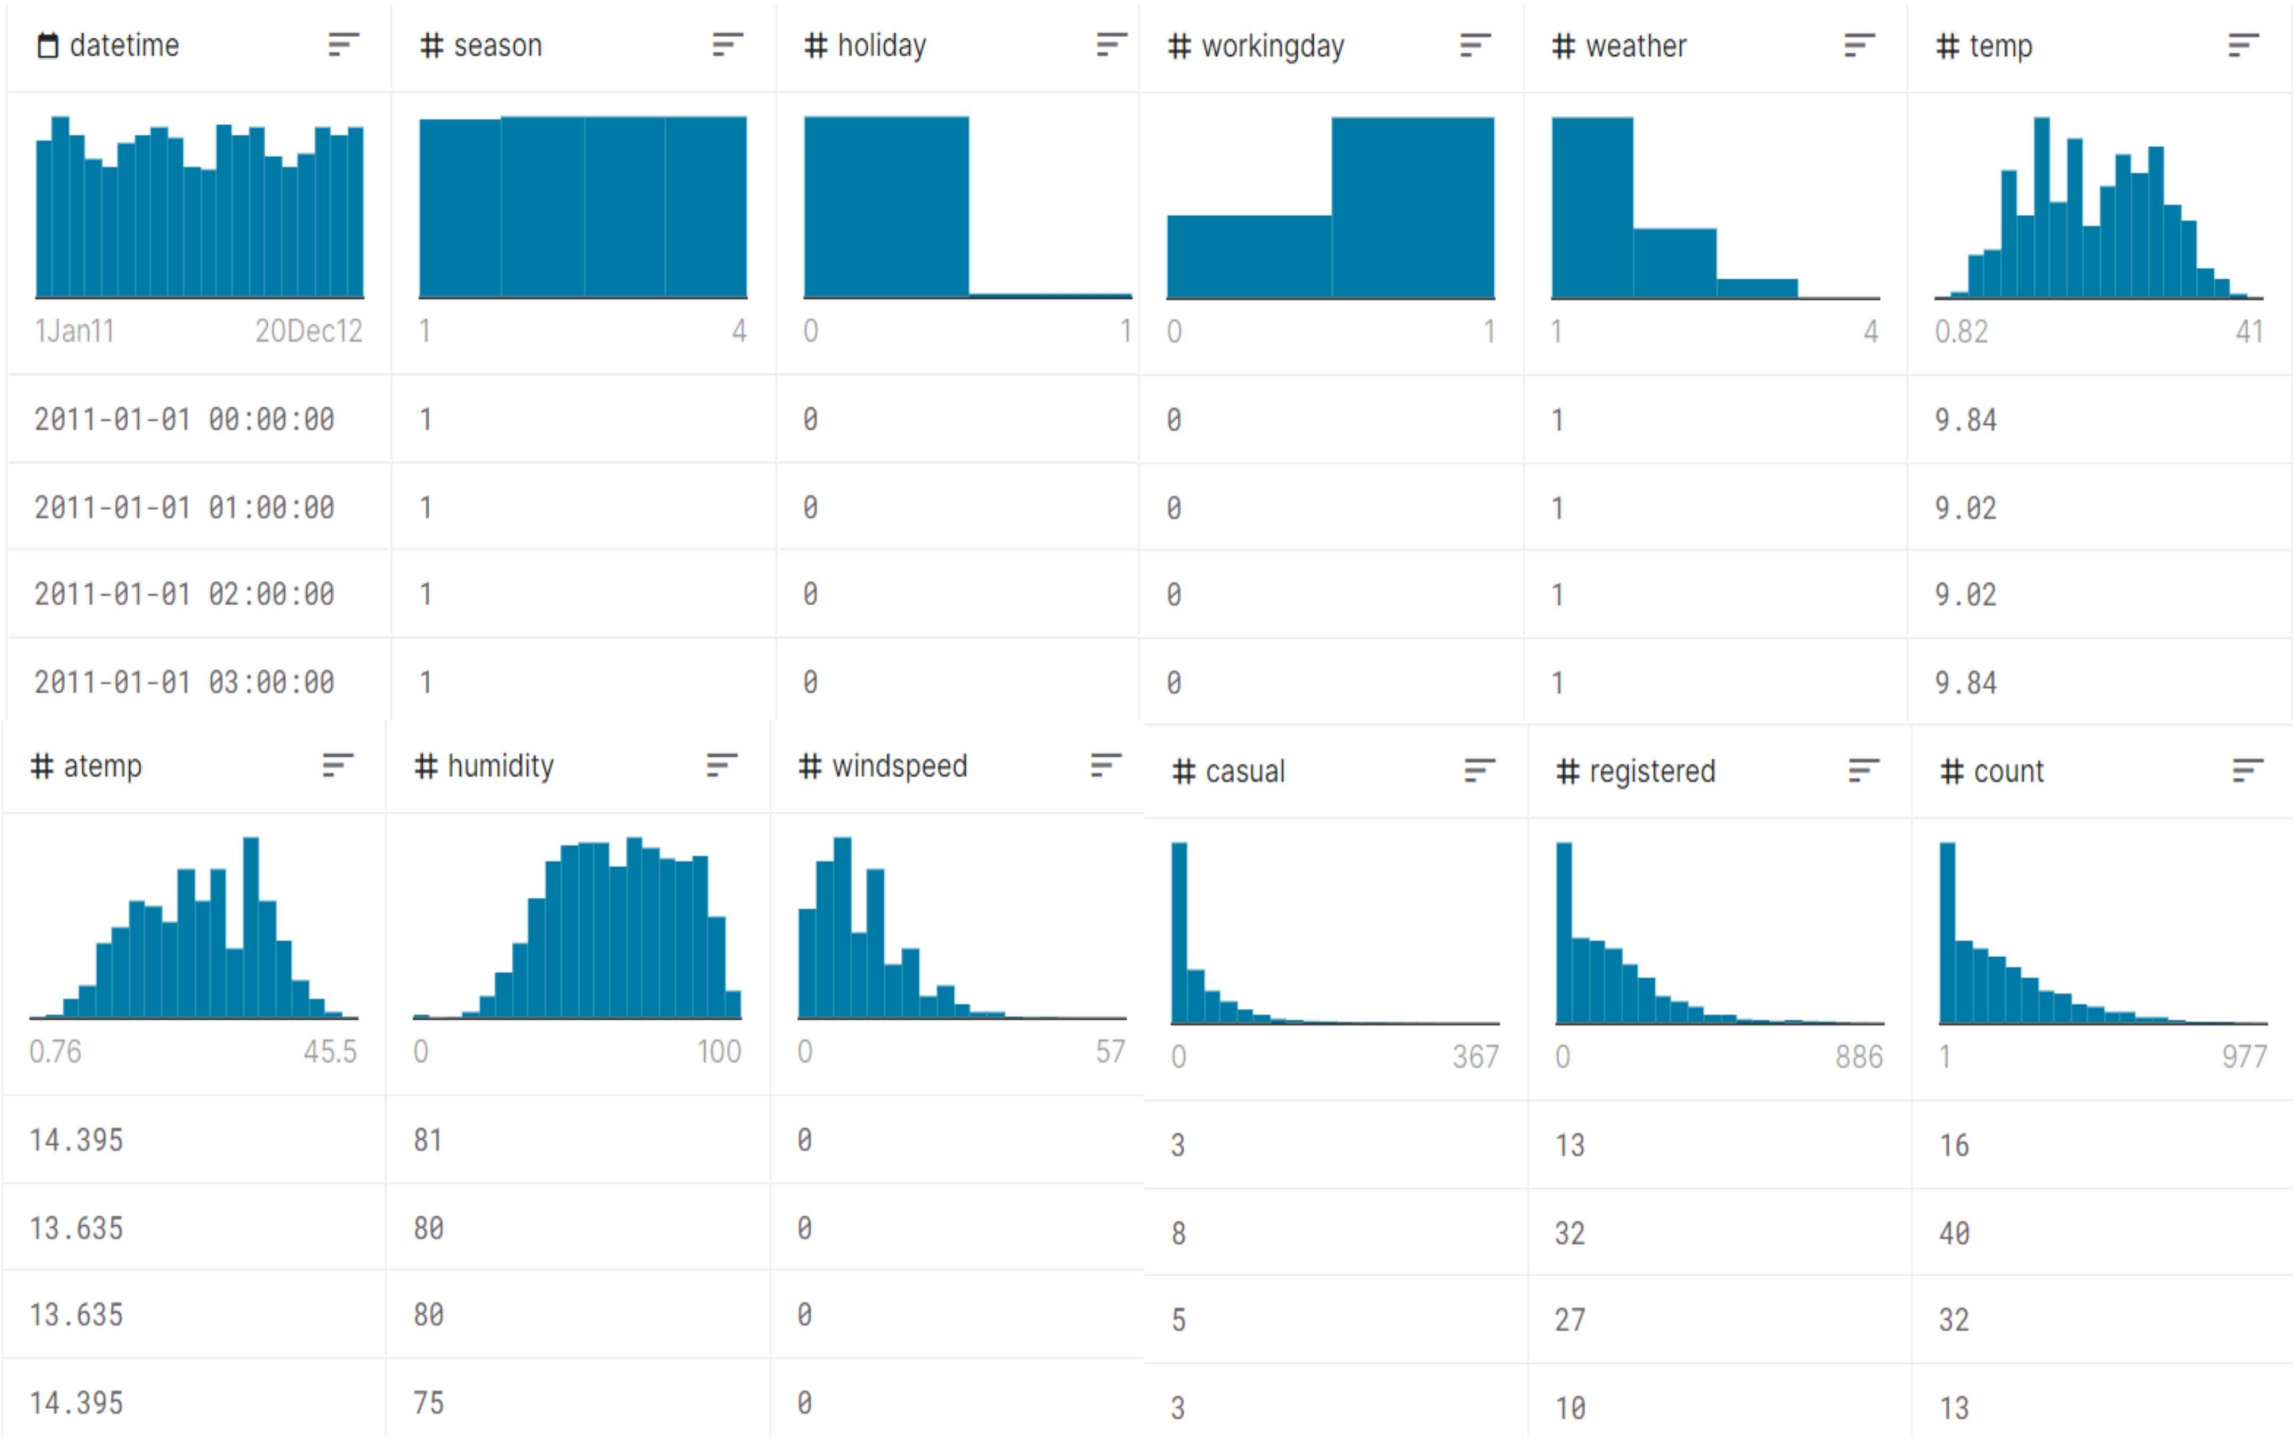 datetime season holiday workingday weather temp
1Jan11 20Dec12 1 4 0 1 0 1 1 4 0.82 41
2011-01-01 00:00:00 1 0 0 1 9.84
2011-01-01 01:00:00 1 0 0 1 9.02
2011-01-01 02:00:00 1 0 0 1 9.02
2011-01-01 03:00:00 1 0 0 1 9.84
atemp humidity windspeed casual registered count
0.76 45.5 0 100 0 57 0 367 0 886 1 977
14.395 81 0 3 13 16
13.635 80 0 8 32 40
13.635 80 0 5 27 32
14.395 75 0 3 10 13